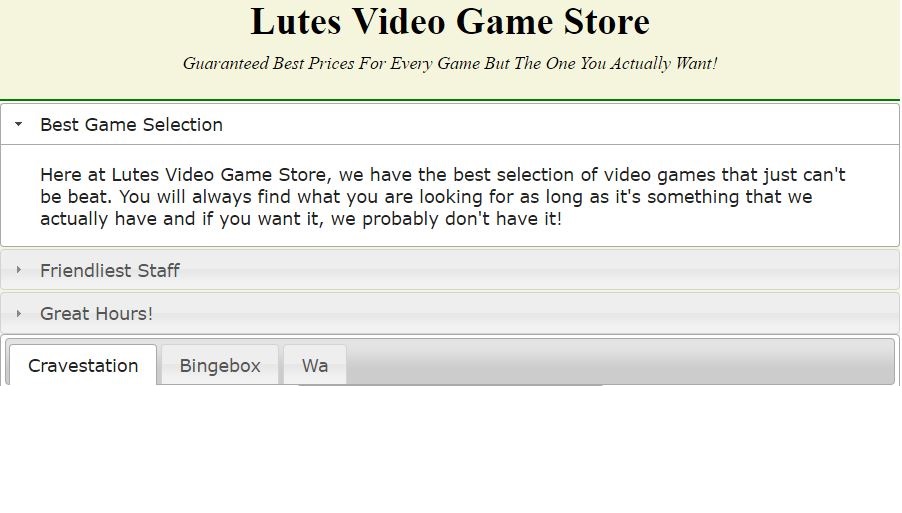 Lutes Video Game Store
Guaranteed Best Prices For Every Game But The One You Actually Want!
Best Game Selection
Here at Lutes Video Game Store, we have the best selection of video games that just can't
be beat. You will always find what you are looking for as long as it's something that we
actually have and if you want it, we probably don't have it!
Friendliest Staff
Great Hours!
Cravestation Bingebox Wa